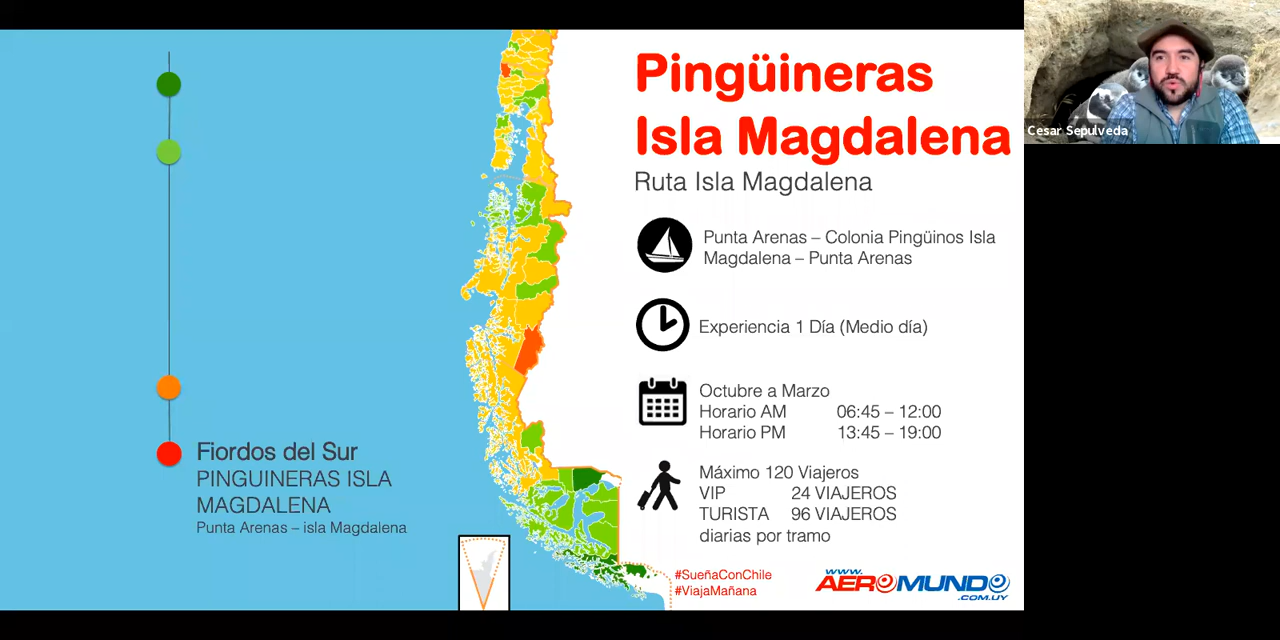 Pingüineras
Isla Magdalena
Ruta Isla Magdalena
Punta Arenas – Colonia Pingüinos Isla
Magdalena – Punta Arenas
Experiencia 1 Día (Medio día)
Octubre a Marzo
Horario AM 06:45 – 12:00
Horario PM 13:45 – 19:00
Máximo 120 Viajeros
VIP 24 VIAJEROS
TURISTA 96 VIAJEROS
diarias por tramo
Fiordos del Sur
PINGUINERAS ISLA
MAGDALENA
Punta Arenas – isla Magdalena
#SueñaConChile
#ViajaMañana
WWW.
AEROMUNDO
.COM.UY
Cesar Sepulveda